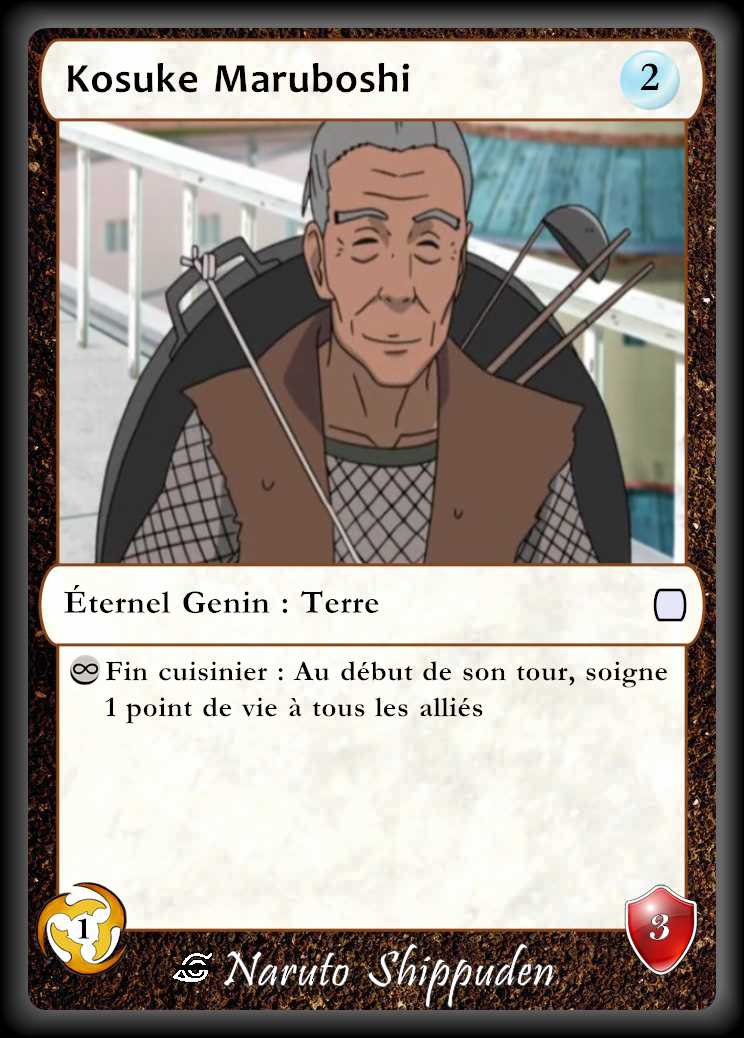 Kosuke Maruboshi
2
Éternel Genin : Terre
Fin cuisinier : Au début de son tour, soigne
1 point de vie à tous les alliés
1
3
Naruto Shippuden